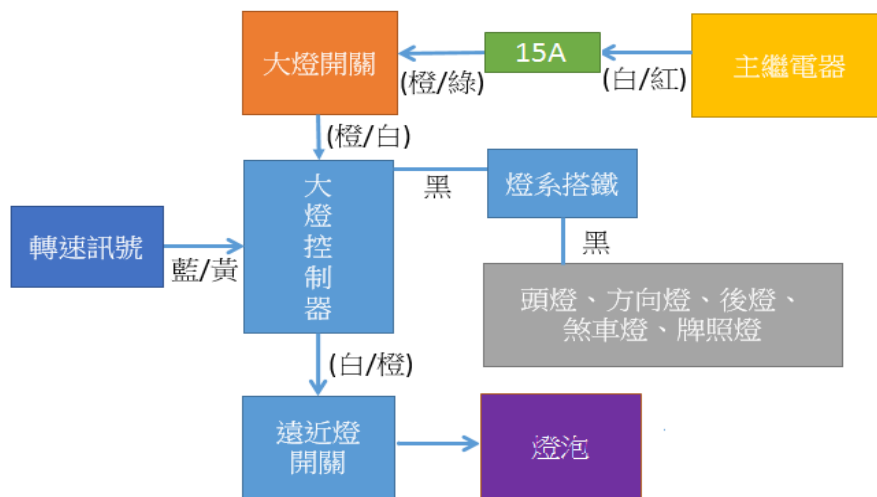 大燈開關
15A
主繼電器
(橙/綠)
(白/紅)
(橙/白)
大
燈
控
制
器
黑
燈系搭鐵
轉速訊號
藍/黃
黑
頭燈、方向燈、後燈、
煞車燈、牌照燈
(白/橙)
遠近燈
開關
燈泡